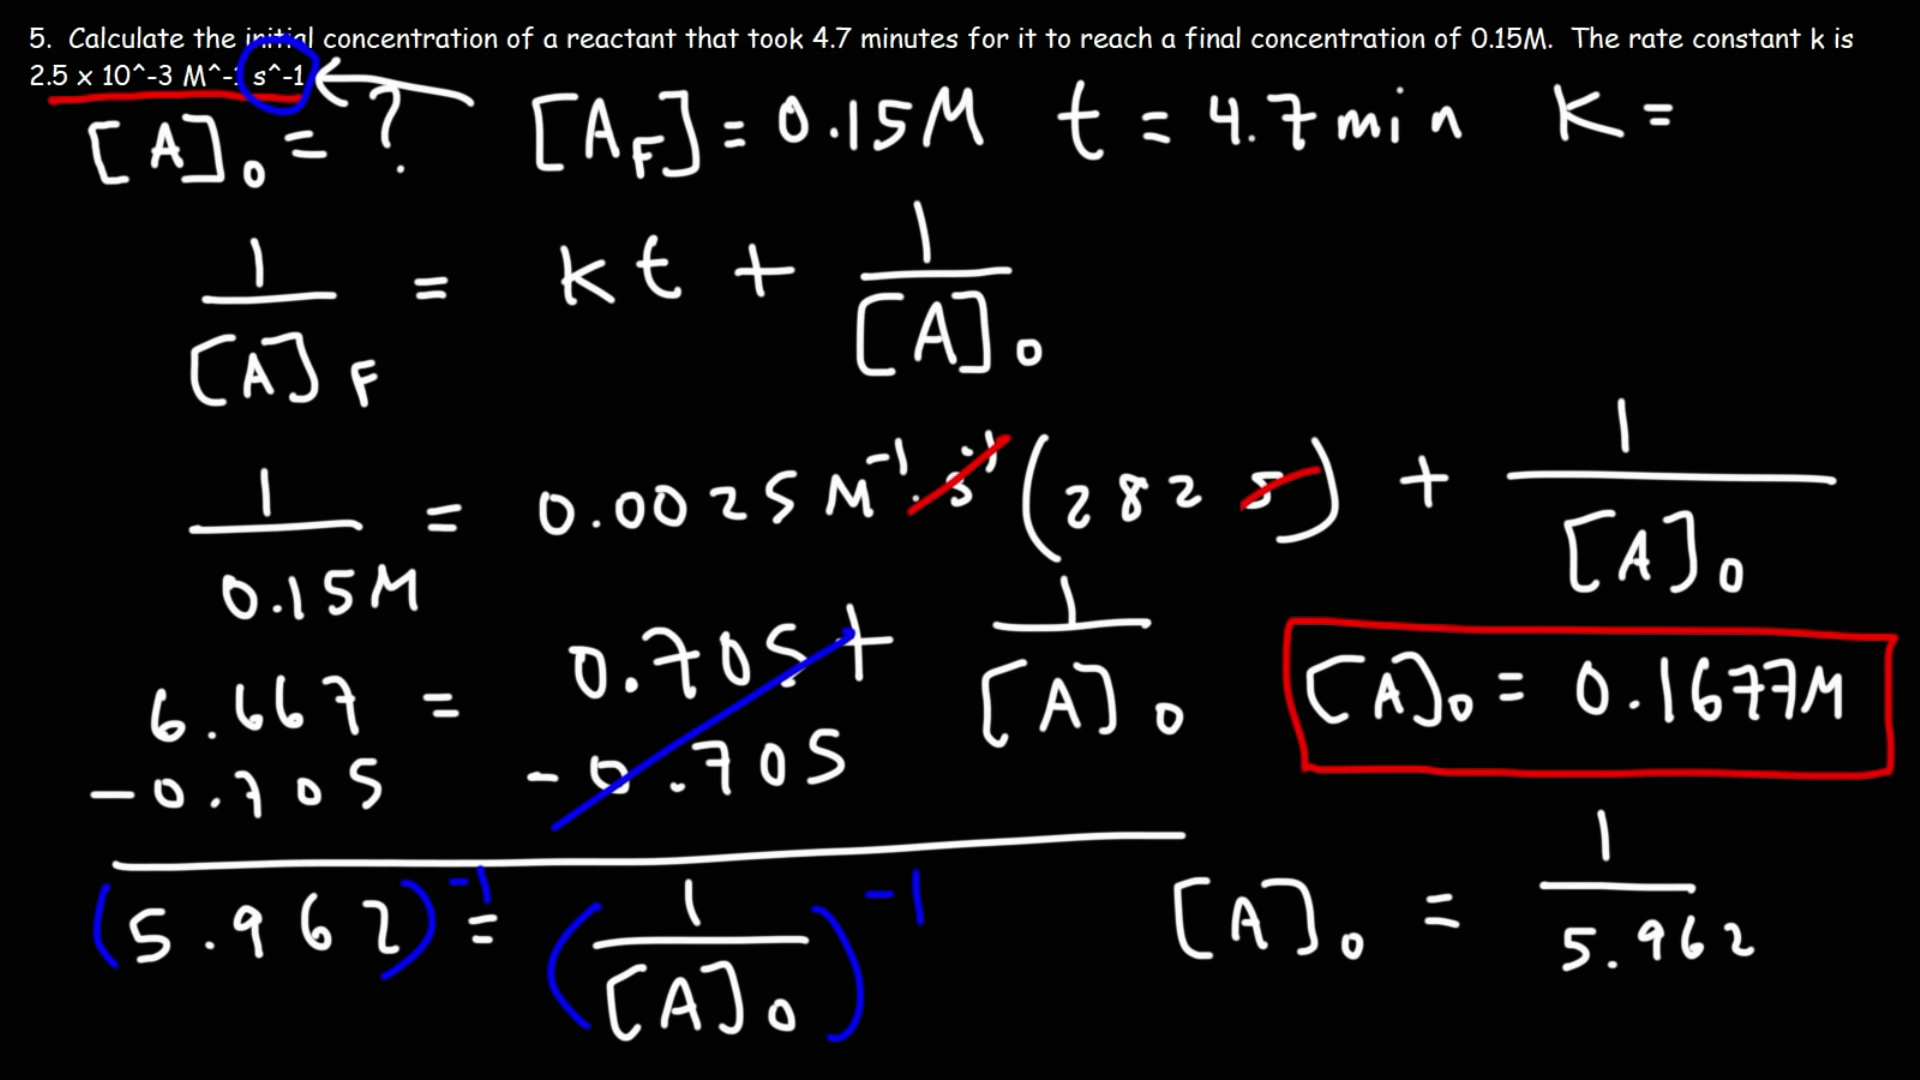 5. Calculate the initial concentration of a reactant that took 4.7 minutes for it to reach a final concentration of 0.15M. The rate constant k is
2.5 x 10^-3 M^-1 s^-1
[A]₀ = ? [A_F] = 0.15M t = 4.7 min K =
1/[A]_F = kt + 1/[A]₀
1/0.15M = 0.0025 M⁻¹·s⁻¹ (282 s) + 1/[A]₀
6.667 = 0.705 + 1/[A]₀
[A]₀ = 0.1677M
-0.705 -0.705
(5.962)⁻¹ = (1/[A]₀)⁻¹
[A]₀ = 1/5.962